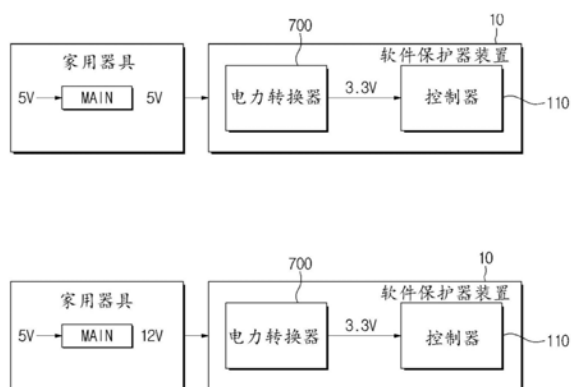 700
10
家用器具
软件保护器装置
5V
MAIN
5V
电力转换器
3.3V
控制器
110
700
10
家用器具
软件保护器装置
5V
MAIN
12V
电力转换器
3.3V
控制器
110